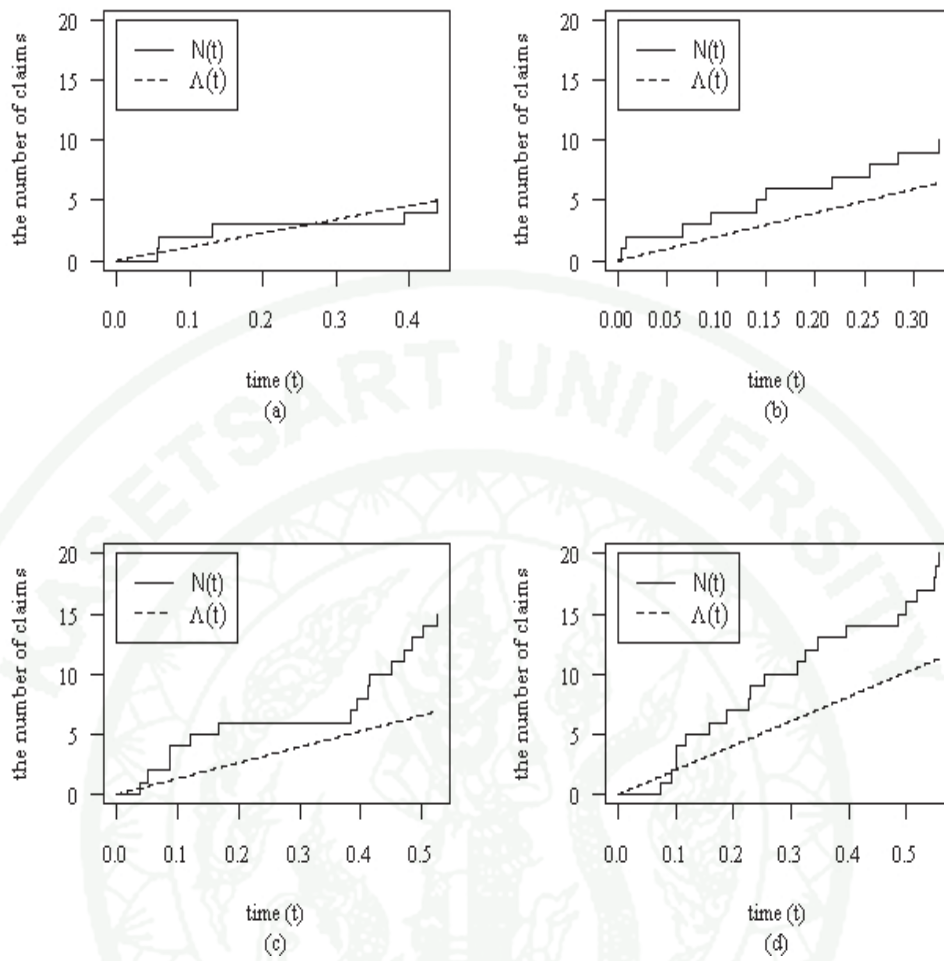 the number of claims
20
15
10
5
0
N(t)
Λ(t)
0.0 0.1 0.2 0.3 0.4
time (t)
(a)
the number of claims
20
15
10
5
0
N(t)
Λ(t)
0.00 0.05 0.10 0.15 0.20 0.25 0.30
time (t)
(b)
KASETSART UNIVERSITY
the number of claims
20
15
10
5
0
N(t)
Λ(t)
0.0 0.1 0.2 0.3 0.4 0.5
time (t)
(c)
the number of claims
20
15
10
5
0
N(t)
Λ(t)
0.0 0.1 0.2 0.3 0.4 0.5
time (t)
(d)